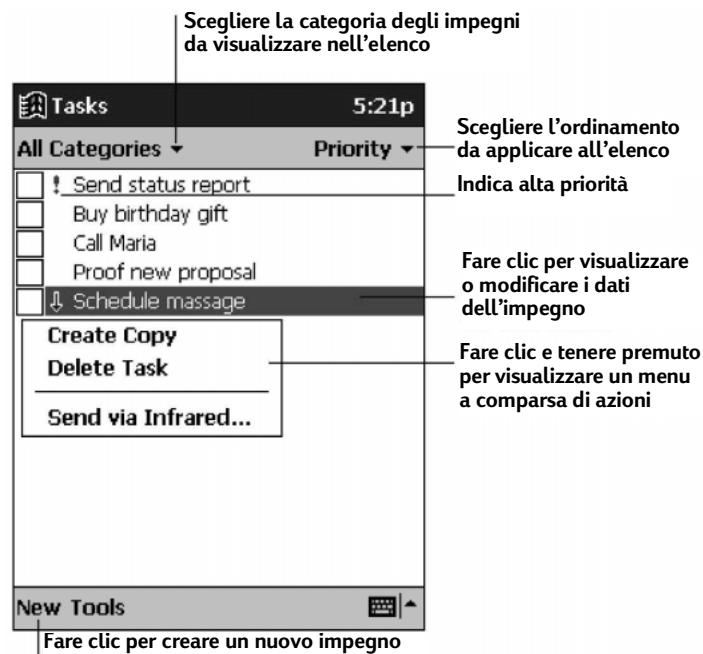 Scegliere la categoria degli impegni
da visualizzare nell'elenco
Tasks 5:21p
All Categories Priority
Scegliere l'ordinamento
da applicare all'elenco
! Send status report
Indica alta priorità
Buy birthday gift
Call Maria
Proof new proposal
Schedule massage
Fare clic per visualizzare
o modificare i dati
dell'impegno
Create Copy
Delete Task
Send via Infrared...
Fare clic e tenere premuto
per visualizzare un menu
a comparsa di azioni
New Tools
Fare clic per creare un nuovo impegno